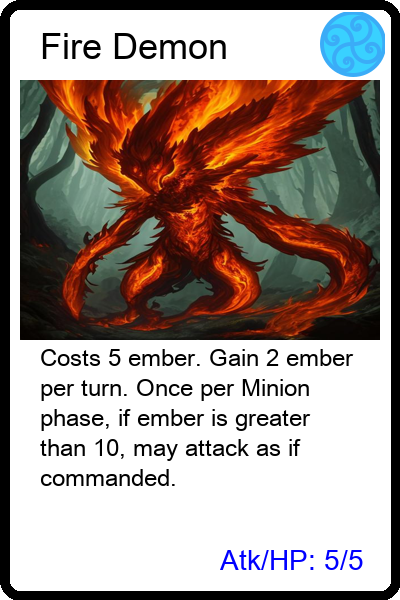 Fire Demon
Costs 5 ember. Gain 2 ember
per turn. Once per Minion
phase, if ember is greater
than 10, may attack as if
commanded.
Atk/HP: 5/5